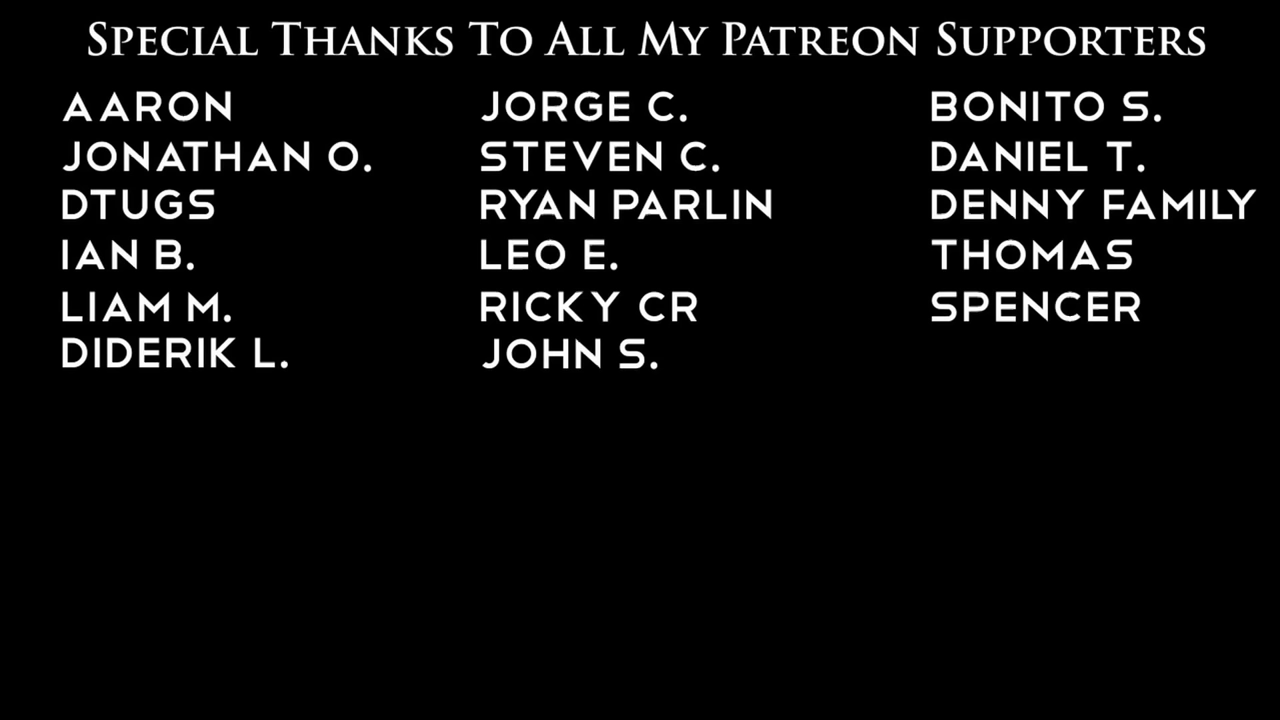 SPECIAL THANKS TO ALL MY PATREON SUPPORTERS
AARON
JONATHAN O.
DTUGS
IAN B.
LIAM M.
DIDERIK L.
JORGE C.
STEVEN C.
RYAN PARLIN
LEO E.
RICKY CR
JOHN S.
BONITO S.
DANIEL T.
DENNY FAMILY
THOMAS
SPENCER